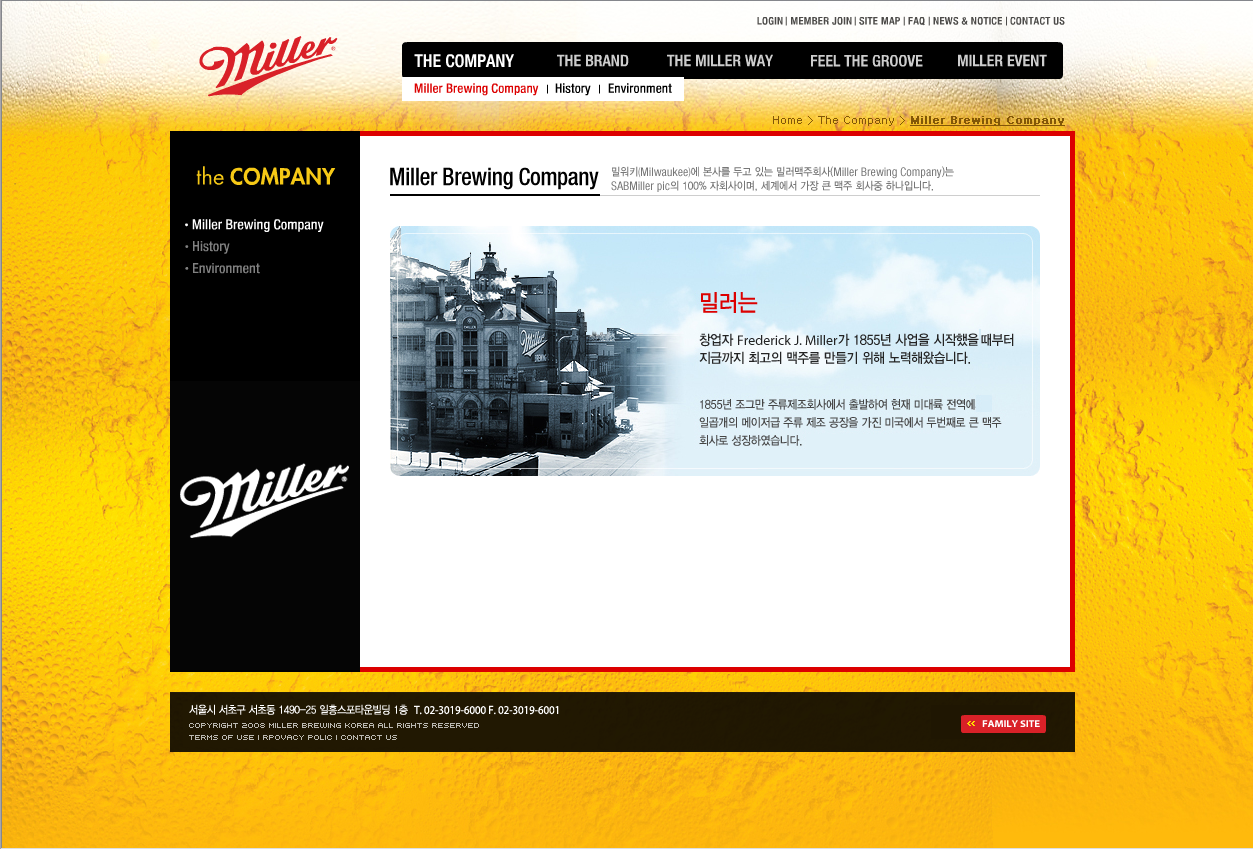 LOGIN | MEMBER JOIN | SITE MAP | FAQ | NEWS & NOTICE | CONTACT US
Miller
THE COMPANY THE BRAND THE MILLER WAY FEEL THE GROOVE MILLER EVENT
Miller Brewing Company | History | Environment
Home > The Company > Miller Brewing Company
the COMPANY
• Miller Brewing Company
• History
• Environment
Miller
Miller Brewing Company
밀워키(Milwaukee)에 본사를 두고 있는 밀러맥주회사(Miller Brewing Company)는
SABMiller plc의 100% 자회사이며, 세계에서 가장 큰 맥주 회사중 하나입니다.
Miller
밀러는
창업자 Frederick J. Miller가 1855년 사업을 시작했을때부터
지금까지 최고의 맥주를 만들기 위해 노력해왔습니다.
1855년 조그만 주류제조회사에서 출발하여 현재 미대륙 전역에
일곱개의 메이저급 주류 제조 공장을 가진 미국에서 두번째로 큰 맥주
회사로 성장하였습니다.
서울시 서초구 서초동 1490-25 일흥스포타운빌딩 1층 T. 02-3019-6000 F. 02-3019-6001
COPYRIGHT 2008 MILLER BREWING KOREA ALL RIGHTS RESERVED
TERMS OF USE | RPOVACY POLIC | CONTACT US
« FAMILY SITE